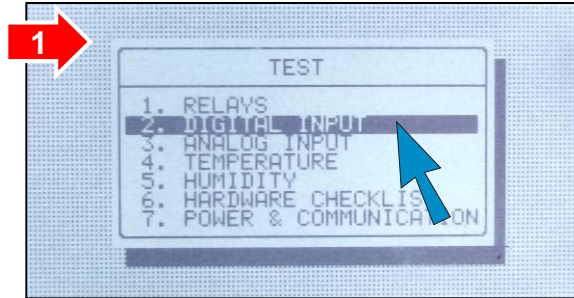 1
TEST
1. RELAYS
2. DIGITAL INPUT
3. ANALOG INPUT
4. TEMPERATURE
5. HUMIDITY
6. HARDWARE CHECKLIST
7. POWER & COMMUNICATION